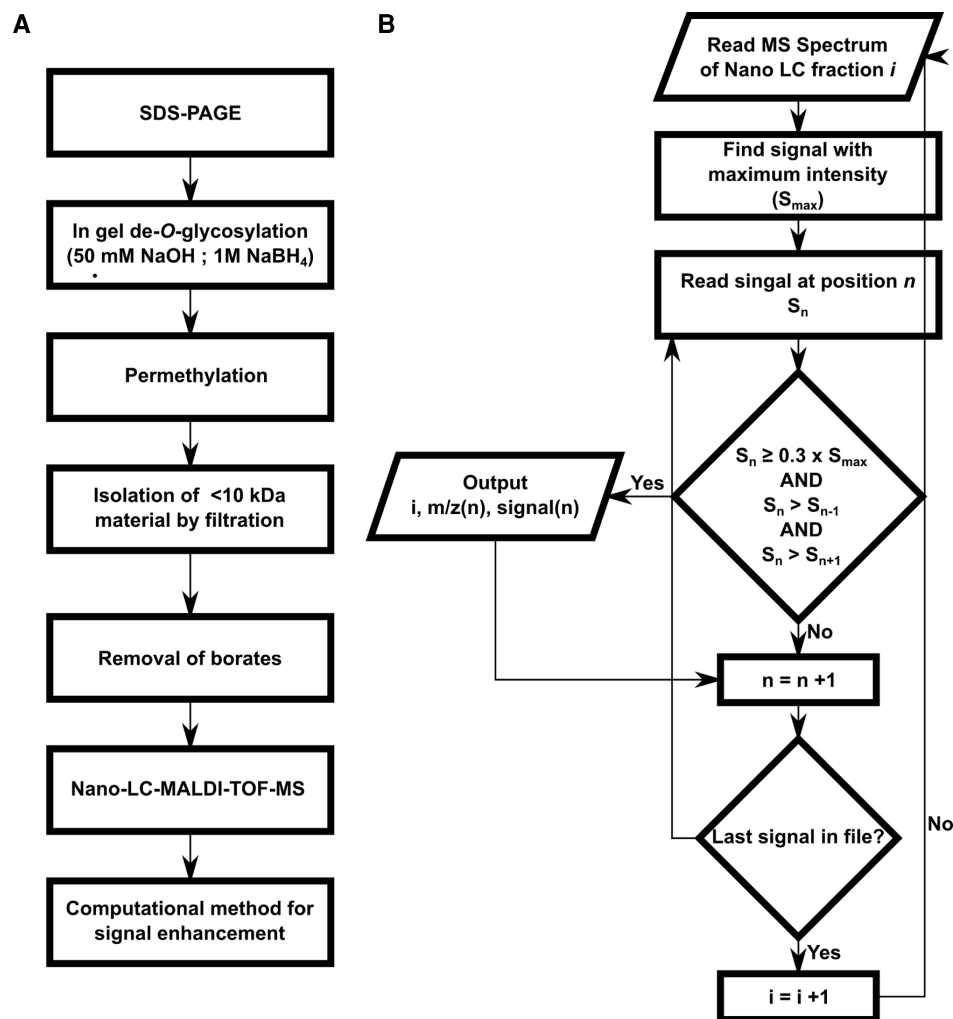 A
SDS-PAGE
In gel de-O-glycosylation
(50 mM NaOH ; 1M NaBH4)
Permethylation
Isolation of <10 kDa
material by filtration
Removal of borates
Nano-LC-MALDI-TOF-MS
Computational method for
signal enhancement
B
Read MS Spectrum
of Nano LC fraction i
Find signal with
maximum intensity
(Smax)
Read singal at position n
Sn
Sn ≥ 0.3 x Smax
AND
Sn > Sn-1
AND
Sn > Sn+1
Yes
Output
i, m/z(n), signal(n)
No
n = n +1
Last signal in file?
No
Yes
i = i +1